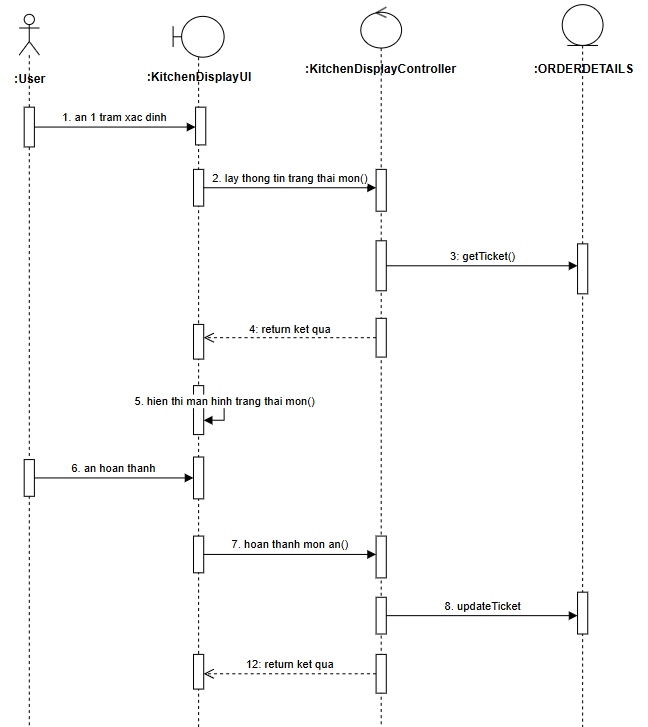 :User
:KitchenDisplayUI
:KitchenDisplayController
:ORDERDETAILS
1. an 1 tram xac dinh
2. lay thong tin trang thai mon()
3: getTicket()
4: return ket qua
5. hien thi man hinh trang thai mon()
6. an hoan thanh
7. hoan thanh mon an()
8. updateTicket
12: return ket qua